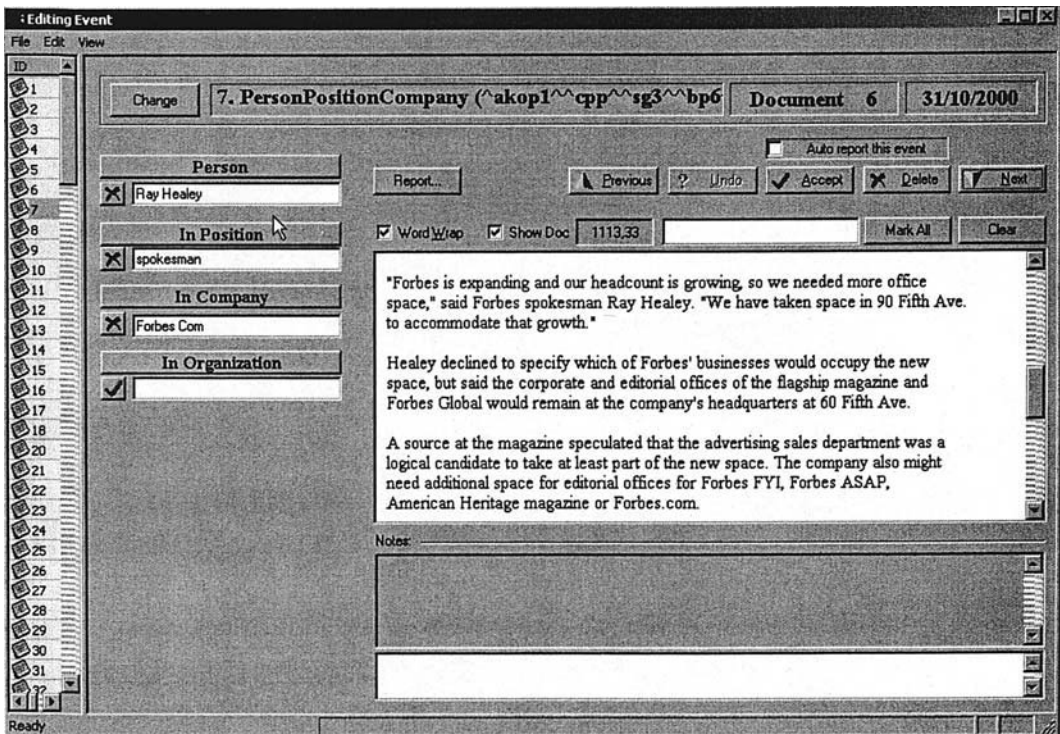 Editing Event
File Edit View
ID
1
2
3
4
5
6
7
8
9
10
11
12
13
14
15
16
17
18
20
21
22
23
24
25
26
27
28
29
30
31
32
Change
7. PersonPositionCompany (^akop1^^cpp^^sg3^^bp6
Document 6
31/10/2000
Auto report this event
Person
Ray Healey
In Position
spokesman
In Company
Forbes Com
In Organization
Report...
Previous
? Undo
Accept
Delete
Next
Word Wrap
Show Doc
1113,33
Mark All
Clear
"Forbes is expanding and our headcount is growing, so we needed more office
space," said Forbes spokesman Ray Healey. "We have taken space in 90 Fifth Ave.
to accommodate that growth."
Healey declined to specify which of Forbes' businesses would occupy the new
space, but said the corporate and editorial offices of the flagship magazine and
Forbes Global would remain at the company's headquarters at 60 Fifth Ave.
A source at the magazine speculated that the advertising sales department was a
logical candidate to take at least part of the new space. The company also might
need additional space for editorial offices for Forbes FYI, Forbes ASAP,
American Heritage magazine or Forbes.com.
Notes:
Ready